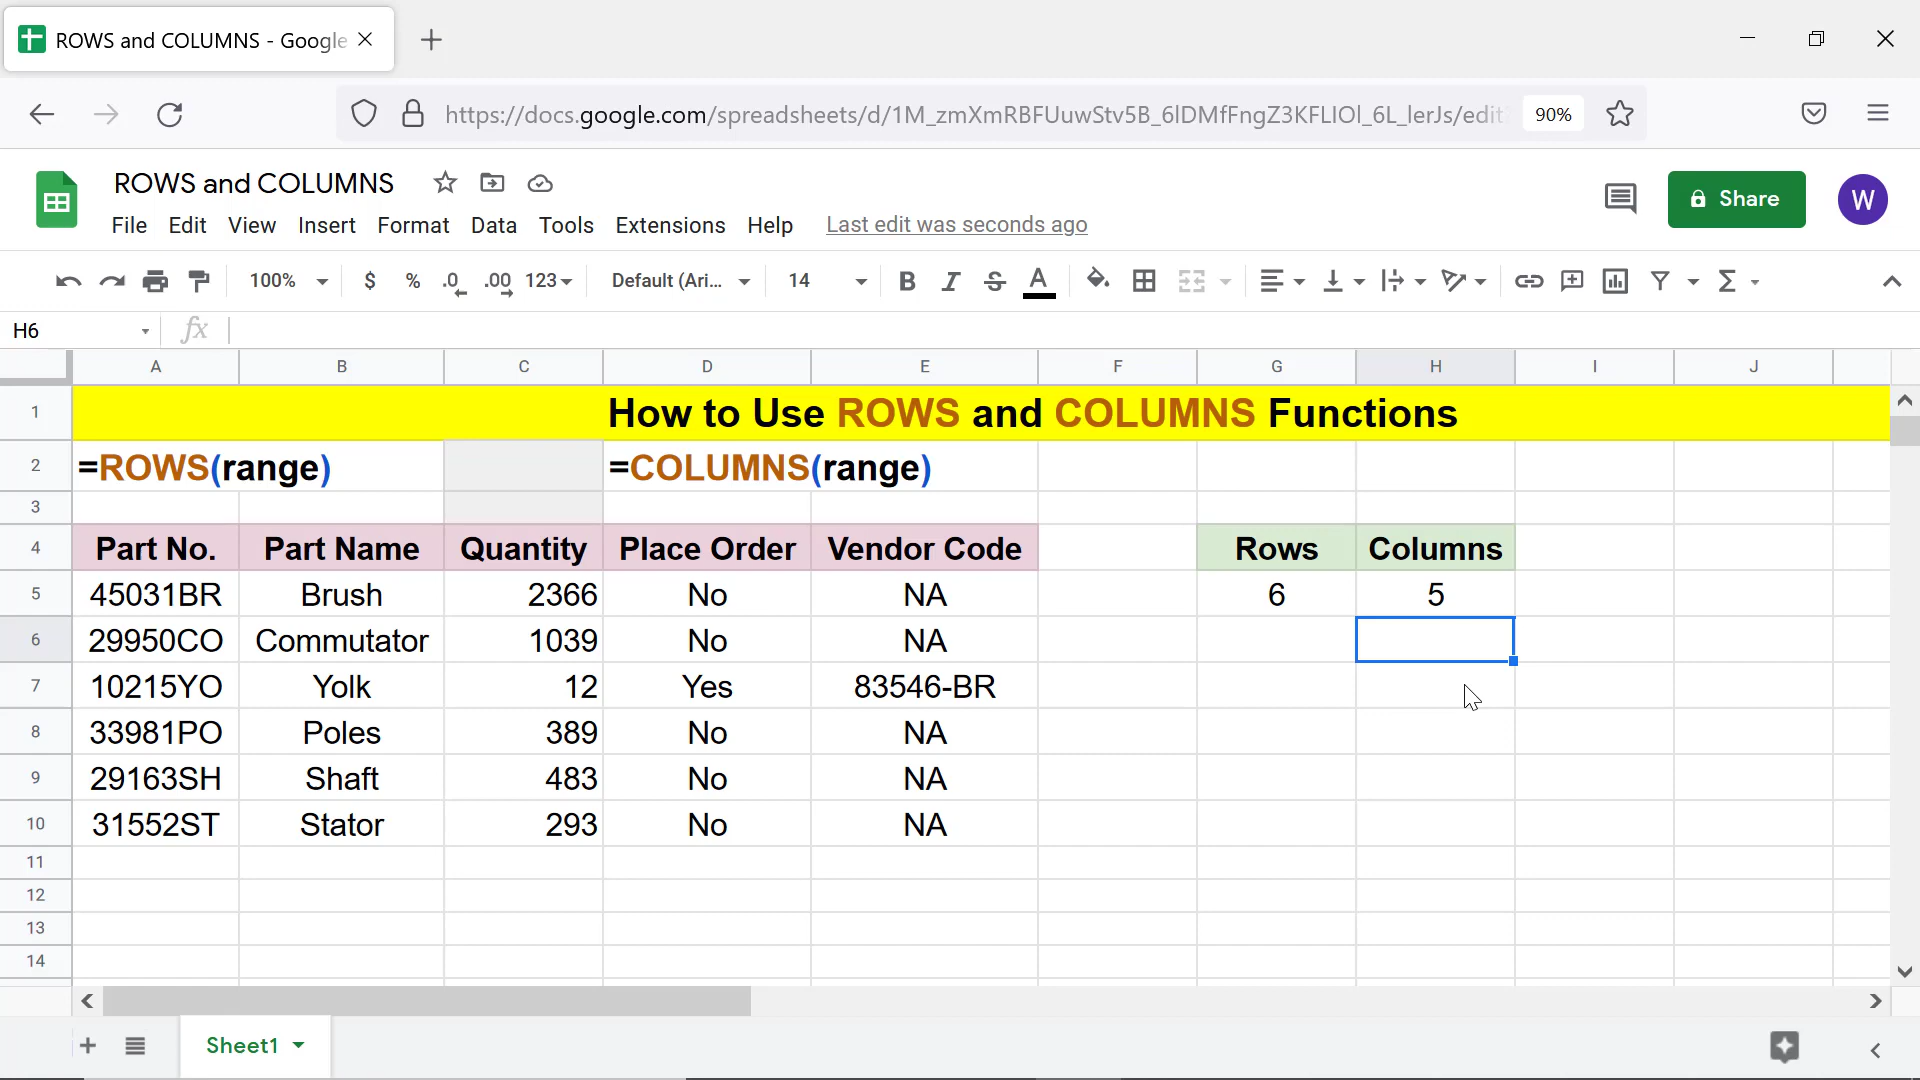 ROWS and COLUMNS - Google
https://docs.google.com/spreadsheets/d/1M_zmXmRBFUuwStv5B_6lDMfFngZ3KFLIOl_6L_lerJs/edit
90%
ROWS and COLUMNS
File Edit View Insert Format Data Tools Extensions Help Last edit was seconds ago
Share
W
100% $ % .0 .00 123 Default (Ari... 14 B I S A Σ
H6 fx
A B C D E F G H I J
1 How to Use ROWS and COLUMNS Functions
2 =ROWS(range) =COLUMNS(range)
3
4 Part No. Part Name Quantity Place Order Vendor Code Rows Columns
5 45031BR Brush 2366 No NA 6 5
6 29950CO Commutator 1039 No NA
7 10215YO Yolk 12 Yes 83546-BR
8 33981PO Poles 389 No NA
9 29163SH Shaft 483 No NA
10 31552ST Stator 293 No NA
11
12
13
14
Sheet1